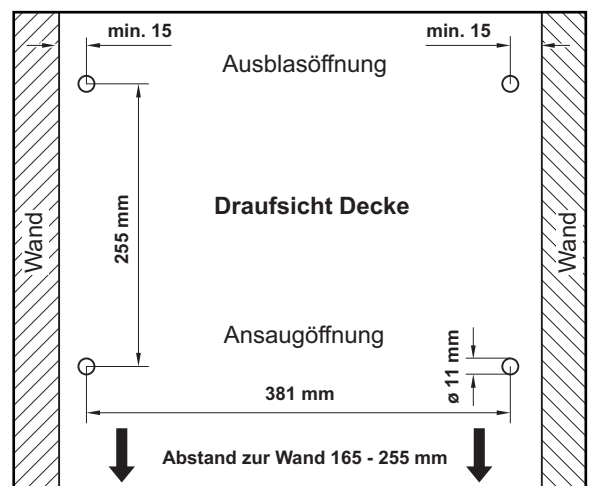 min. 15
min. 15
Ausblasöffnung
Draufsicht Decke
255 mm
Wand
Wand
Ansaugöffnung
ø 11 mm
381 mm
Abstand zur Wand 165 - 255 mm